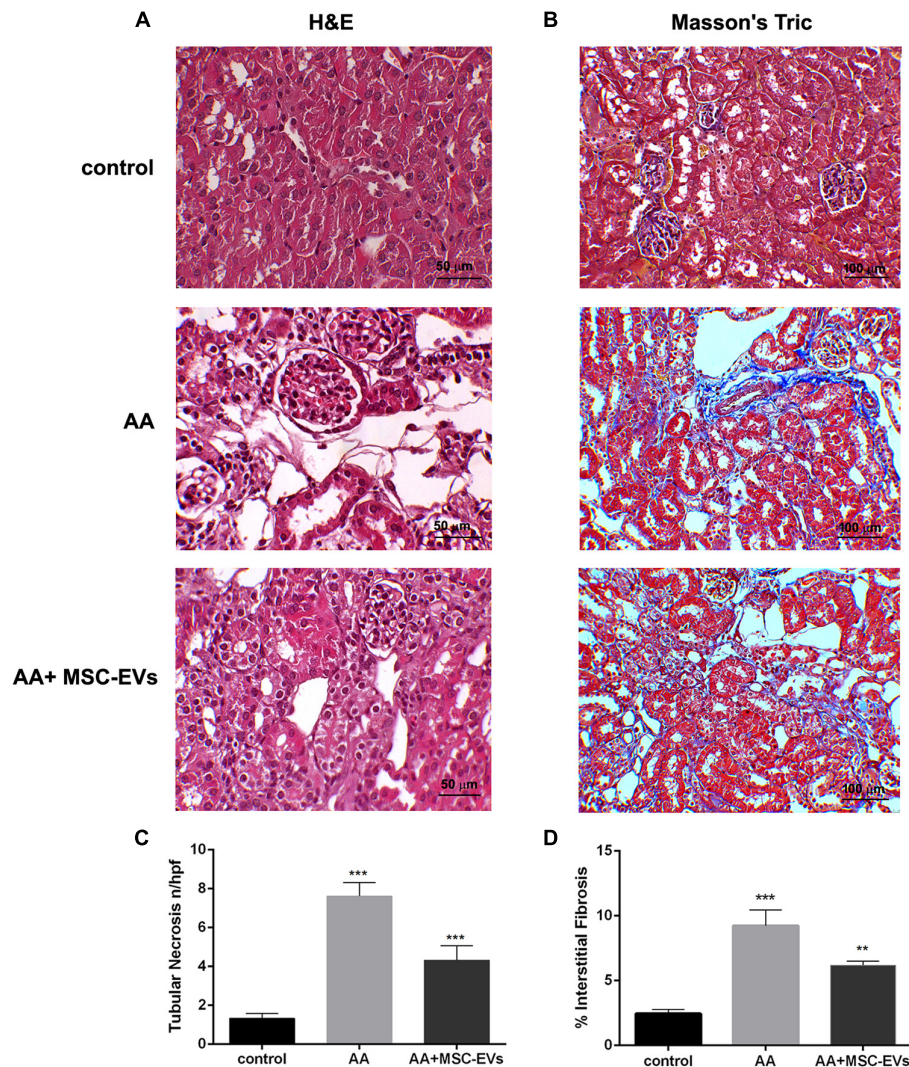 A
H&E
B
Masson's Tric
control
50 μm
100 μm
AA
50 μm
100 μm
AA+ MSC-EVs
50 μm
100 μm
C
Tubular Necrosis n/hpf
10
8
6
4
2
0
***
***
control
AA
AA+MSC-EVs
D
% Interstitial Fibrosis
15
10
5
0
***
**
control
AA
AA+MSC-EVs